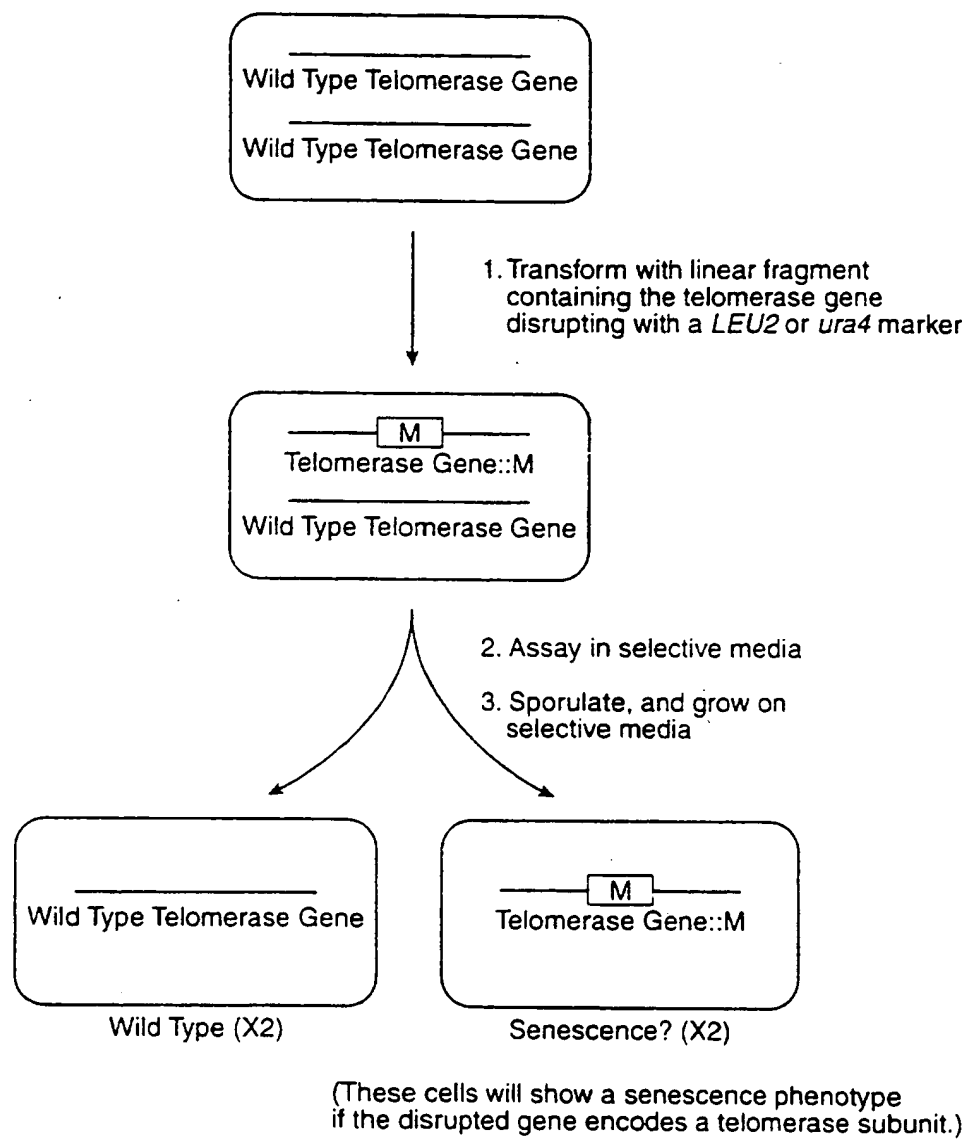 Wild Type Telomerase Gene
Wild Type Telomerase Gene
1. Transform with linear fragment
containing the telomerase gene
disrupting with a LEU2 or ura4 marker
M
Telomerase Gene::M
Wild Type Telomerase Gene
2. Assay in selective media
3. Sporulate, and grow on
selective media
Wild Type Telomerase Gene
Wild Type (X2)
M
Telomerase Gene::M
Senescence? (X2)
(These cells will show a senescence phenotype
if the disrupted gene encodes a telomerase subunit.)